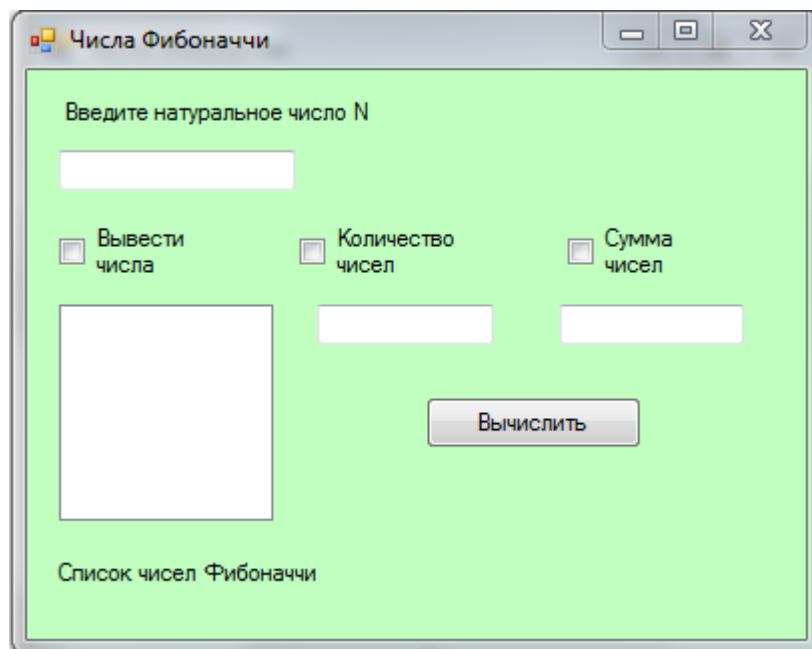 Числа Фибоначчи
Введите натуральное число N
Вывести
числа
Количество
чисел
Сумма
чисел
Вычислить
Список чисел Фибоначчи